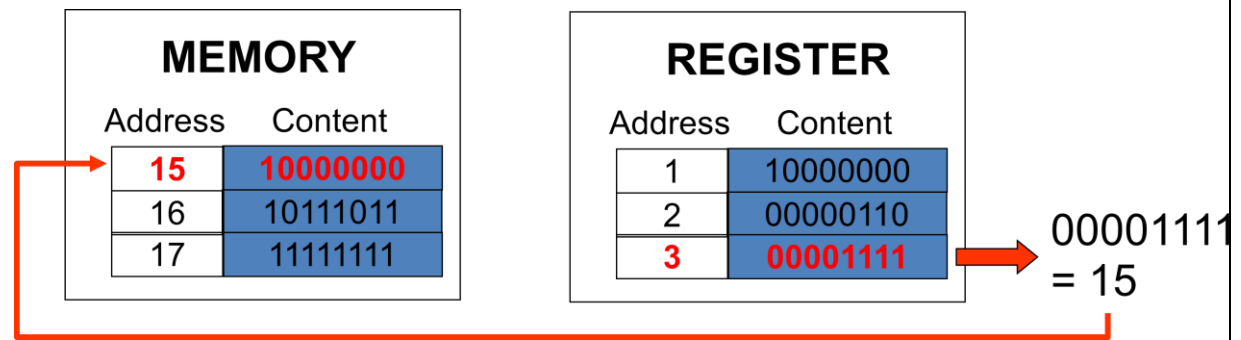 MEMORY
Address Content
15 10000000
16 10111011
17 11111111
REGISTER
Address Content
1 10000000
2 00000110
3 00001111
00001111
= 15